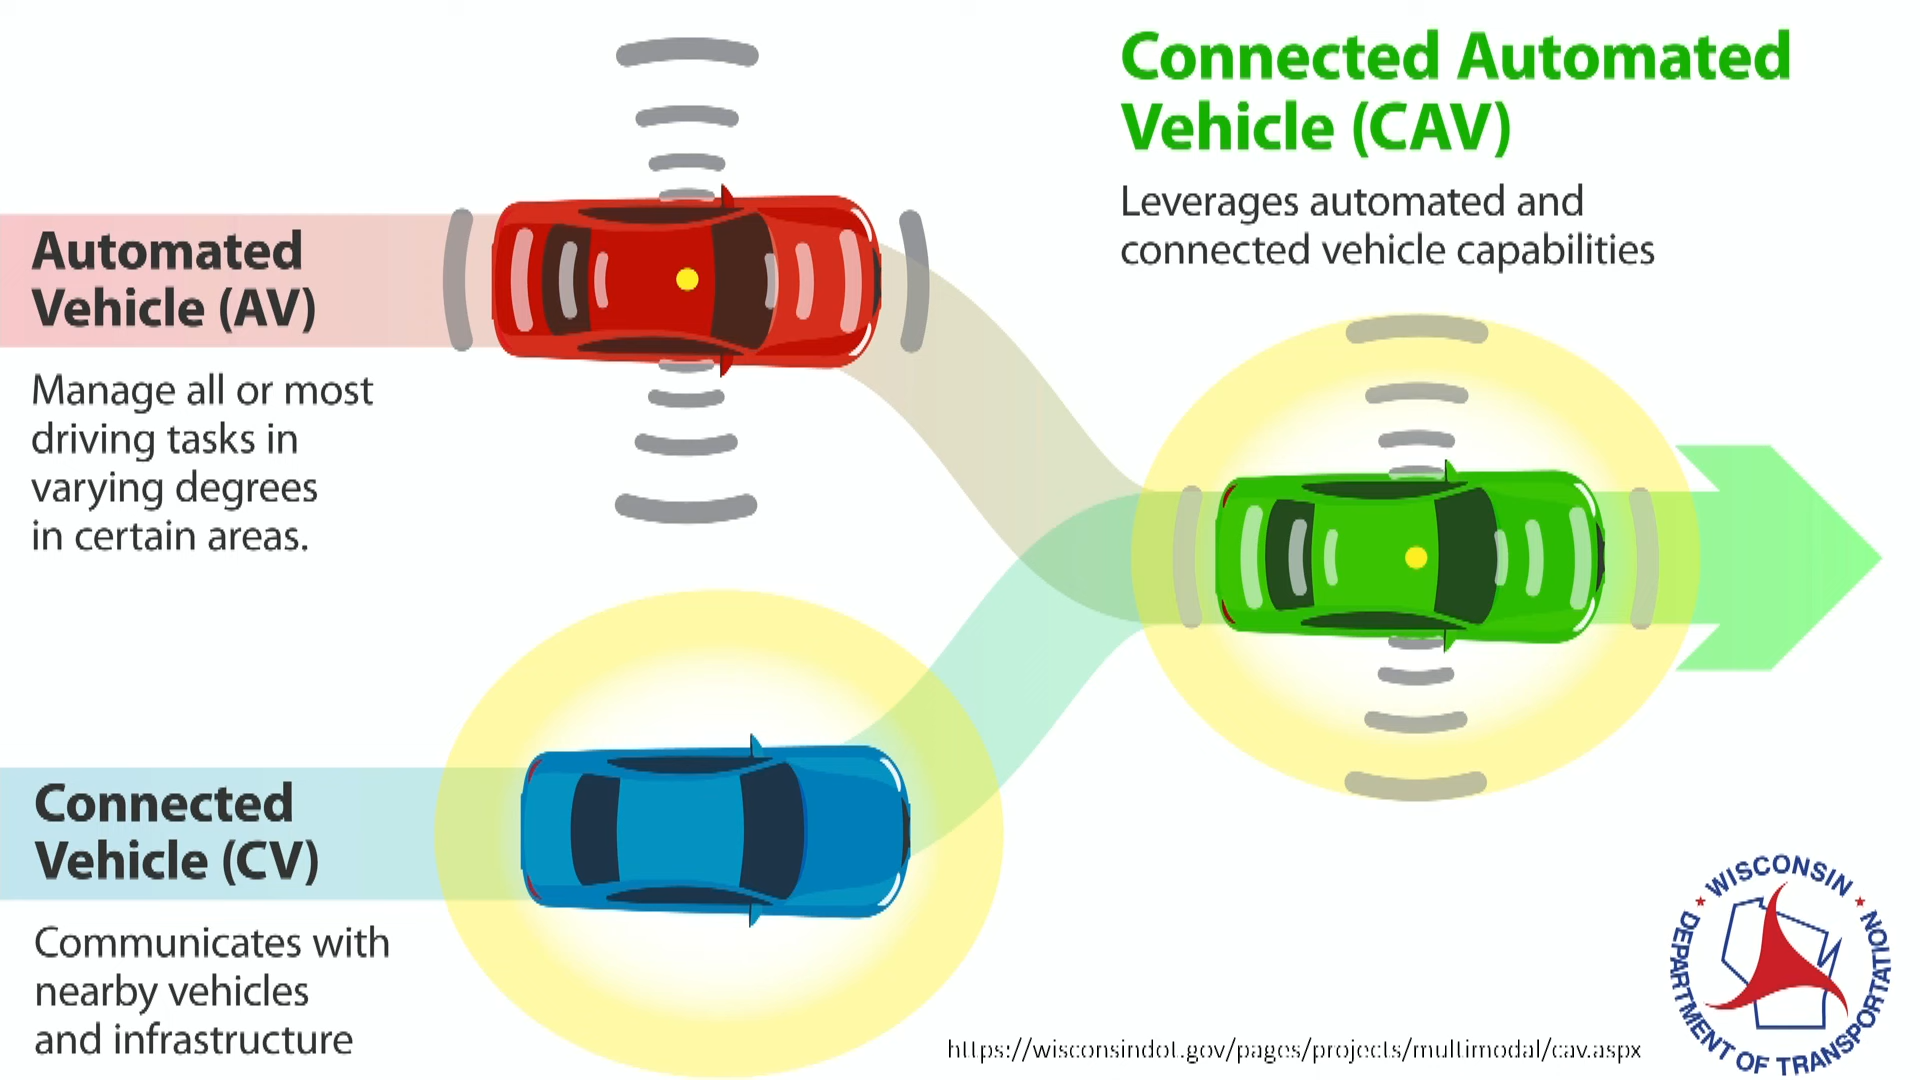 Connected Automated
Vehicle (CAV)
Leverages automated and
connected vehicle capabilities
Automated
Vehicle (AV)
Manage all or most
driving tasks in
varying degrees
in certain areas.
Connected
Vehicle (CV)
Communicates with
nearby vehicles
and infrastructure
https://wisconsindot.gov/pages/projects/multimodal/cav.aspx
WISCONSIN
DEPARTMENT OF TRANSPORTATION